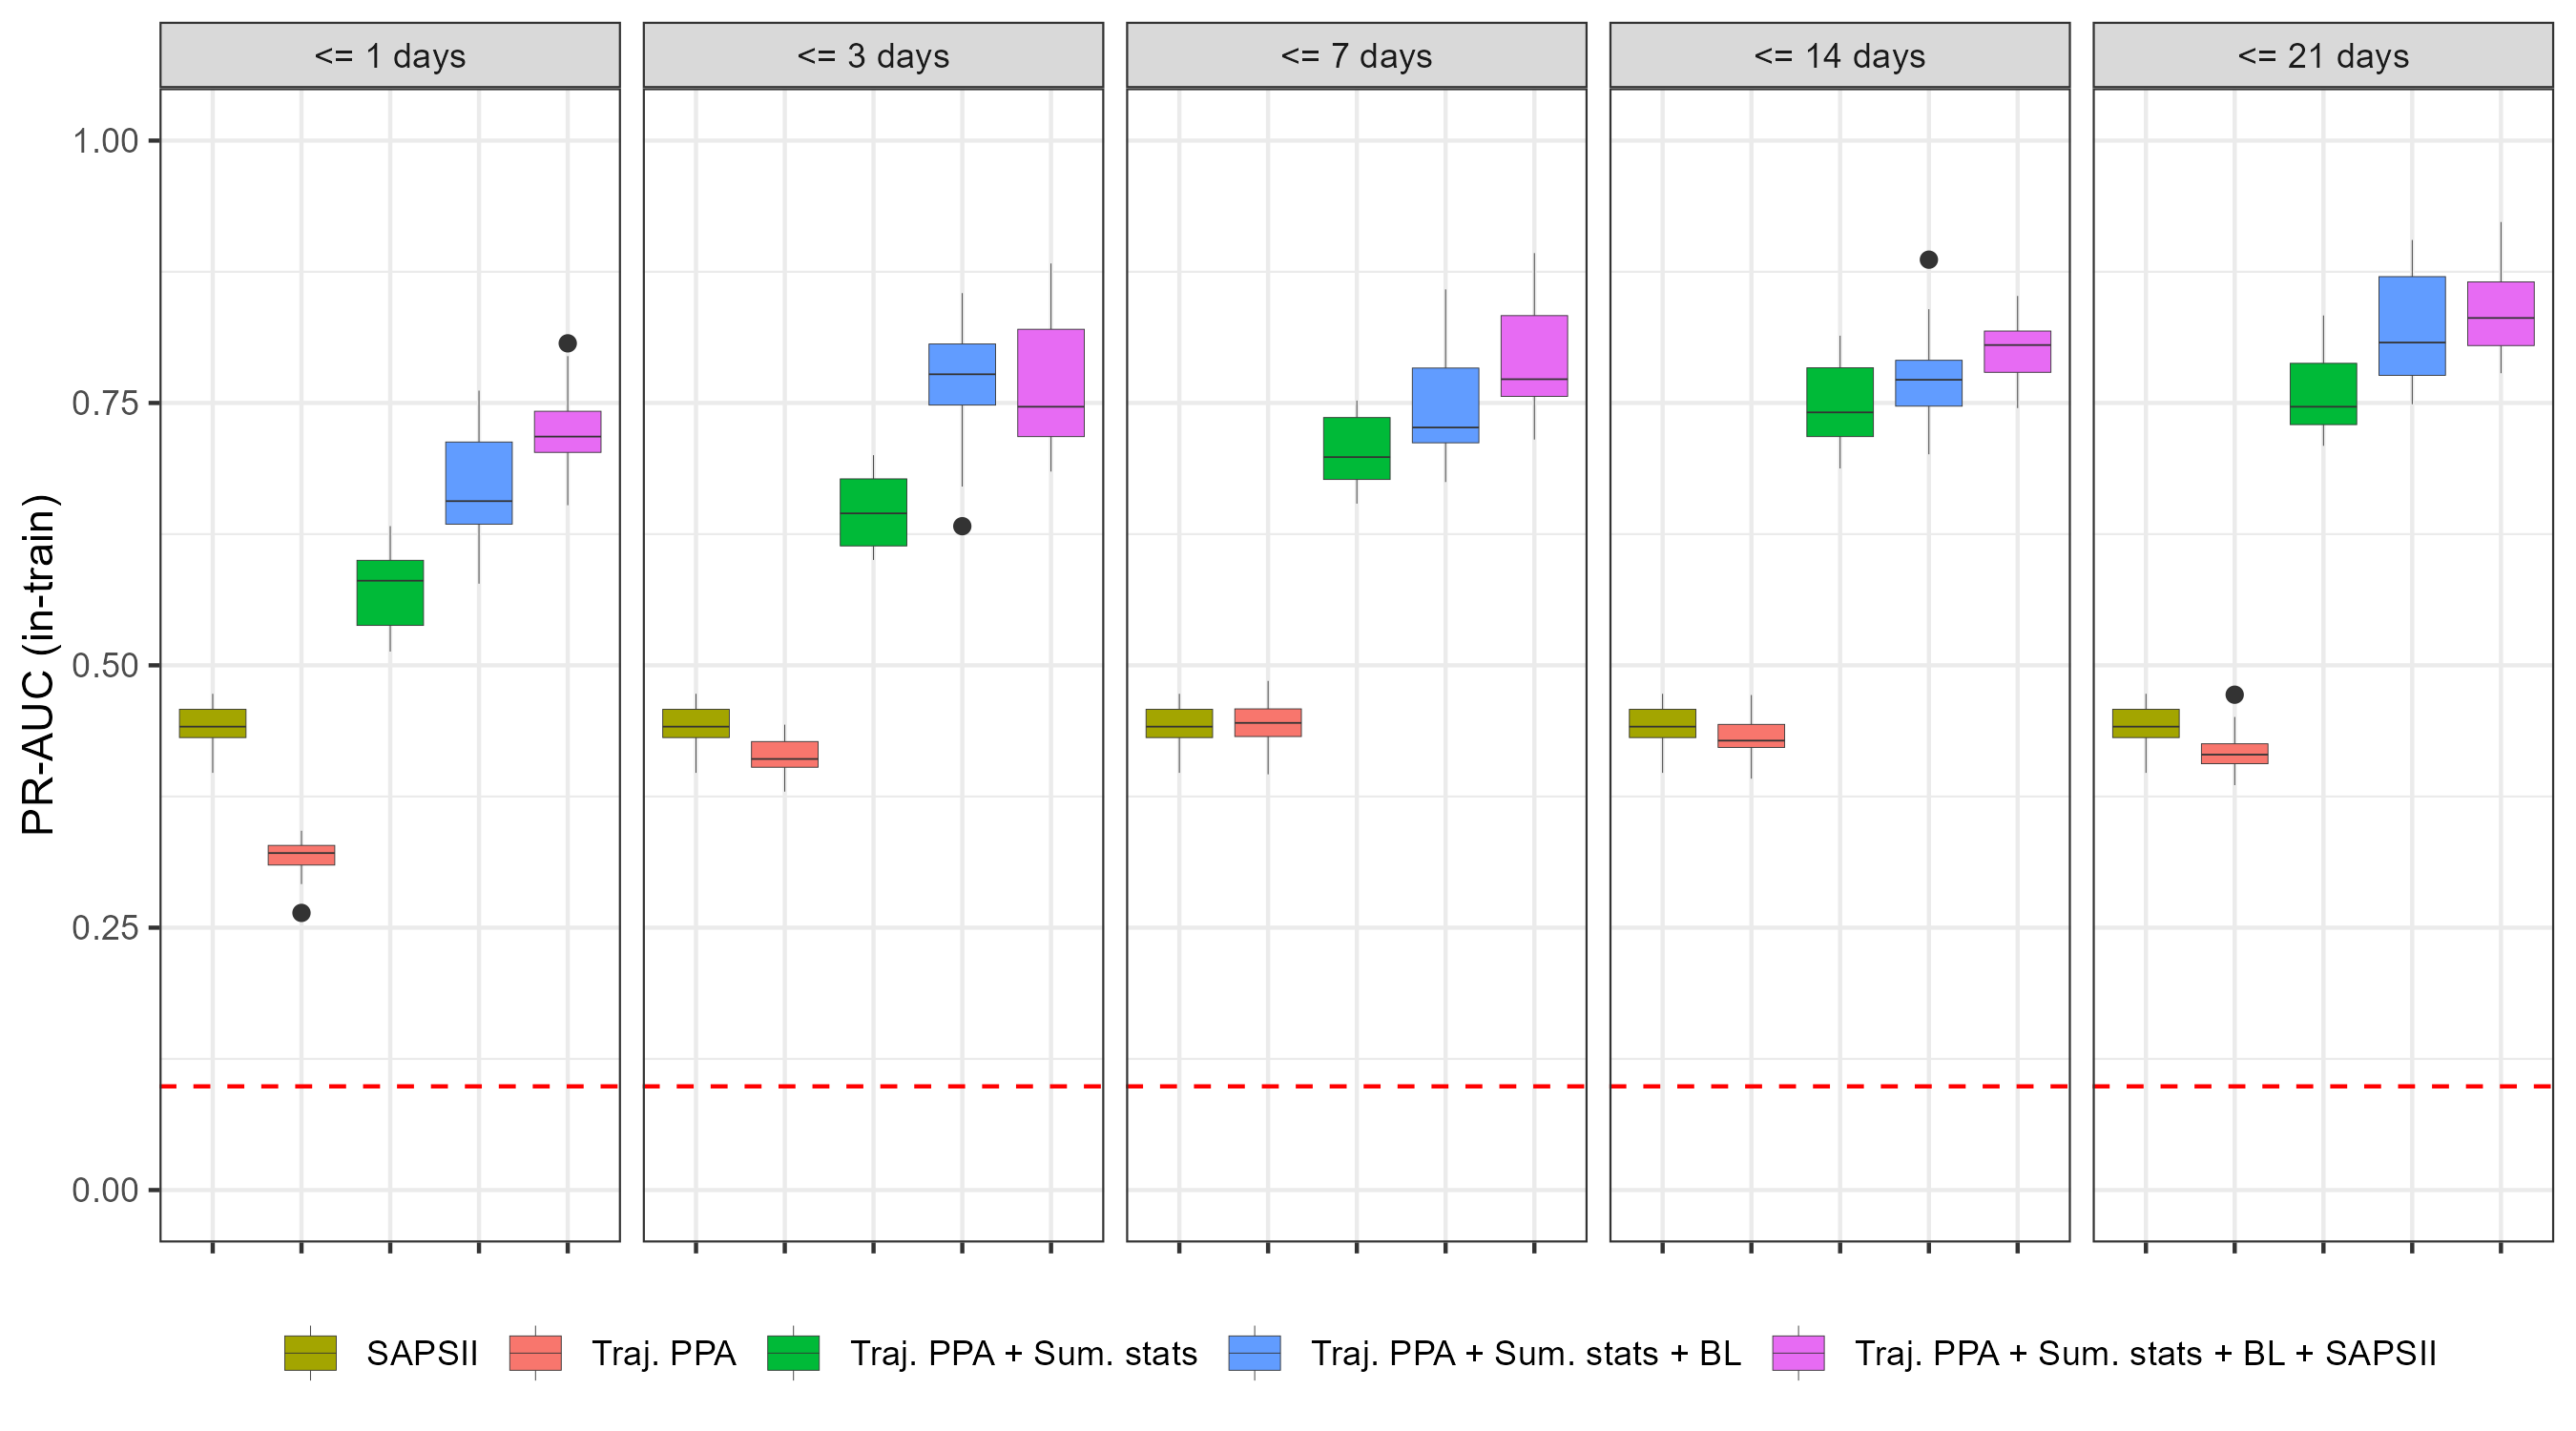 <= 1 days
<= 3 days
<= 7 days
<= 14 days
<= 21 days
PR-AUC (in-train)
1.00
0.75
0.50
0.25
0.00
SAPSII
Traj. PPA
Traj. PPA + Sum. stats
Traj. PPA + Sum. stats + BL
Traj. PPA + Sum. stats + BL + SAPSII